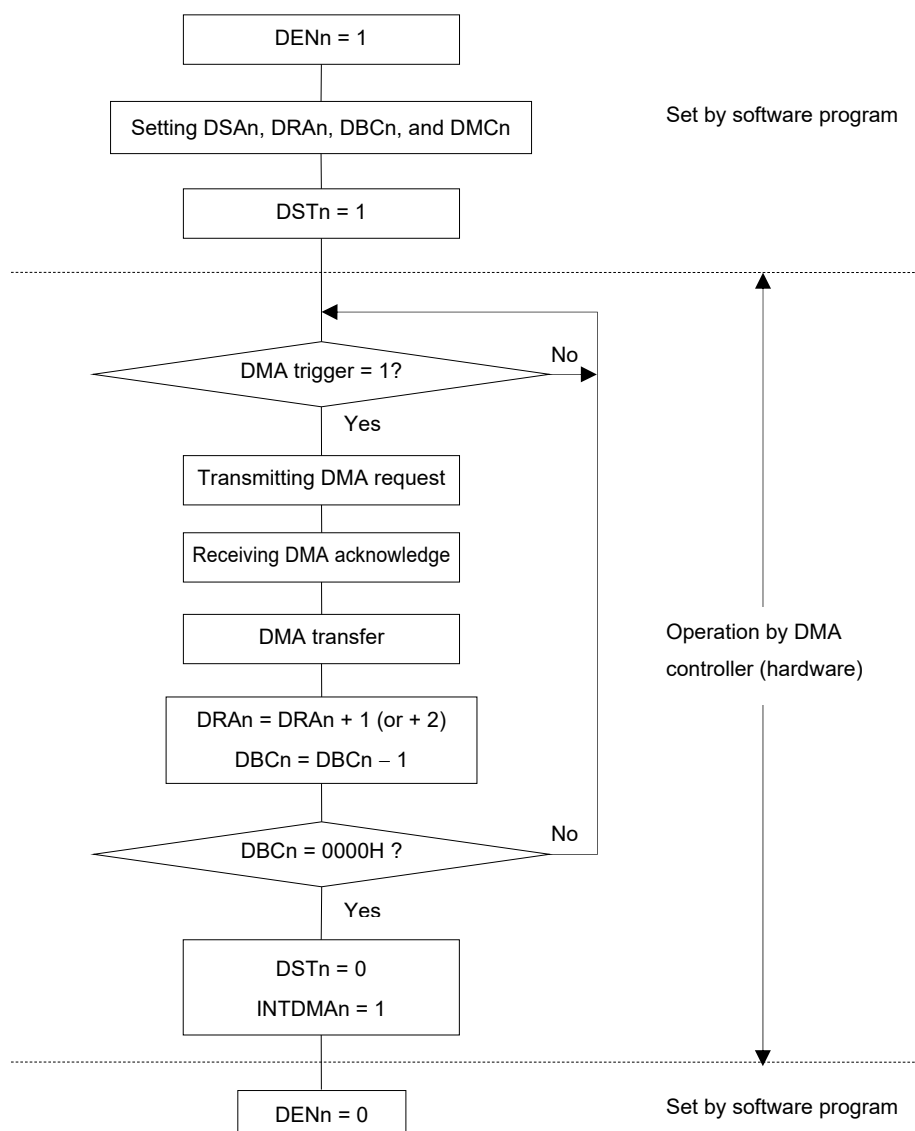 DENn = 1
Setting DSAn, DRAn, DBCn, and DMCn
Set by software program
DSTn = 1
DMA trigger = 1?
No
Yes
Transmitting DMA request
Receiving DMA acknowledge
DMA transfer
Operation by DMA
controller (hardware)
DRAn = DRAn + 1 (or + 2)
DBCn = DBCn − 1
DBCn = 0000H ?
No
Yes
DSTn = 0
INTDMAn = 1
DENn = 0
Set by software program